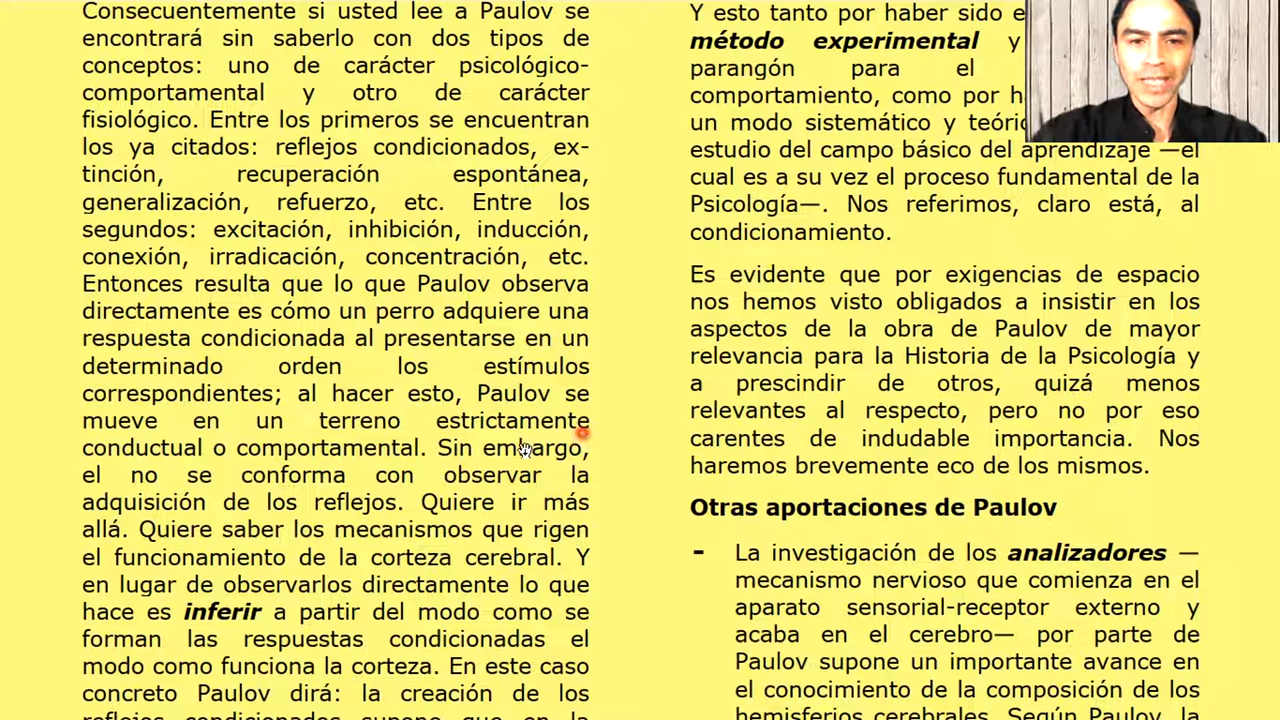 Consecuentemente si usted lee a Paulov se
encontrará sin saberlo con dos tipos de
conceptos: uno de carácter psicológico-
comportamental y otro de carácter
fisiológico. Entre los primeros se encuentran
los ya citados: reflejos condicionados, ex-
tinción, recuperación espontánea,
generalización, refuerzo, etc. Entre los
segundos: excitación, inhibición, inducción,
conexión, irradicación, concentración, etc.
Entonces resulta que lo que Paulov observa
directamente es cómo un perro adquiere una
respuesta condicionada al presentarse en un
determinado orden los estímulos
correspondientes; al hacer esto, Paulov se
mueve en un terreno estrictamente
conductual o comportamental. Sin embargo,
el no se conforma con observar la
adquisición de los reflejos. Quiere ir más
allá. Quiere saber los mecanismos que rigen
el funcionamiento de la corteza cerebral. Y
en lugar de observarlos directamente lo que
hace es inferir a partir del modo como se
forman las respuestas condicionadas el
modo como funciona la corteza. En este caso
concreto Paulov dirá: la creación de los
reflejos condicionados supone que en la
Y esto tanto por haber sido
método experimental y
parangón para el
comportamiento, como por
un modo sistemático y
estudio del campo básico del aprendizaje —el
cual es a su vez el proceso fundamental de la
Psicología—. Nos referimos, claro está, al
condicionamiento.
Es evidente que por exigencias de espacio
nos hemos visto obligados a insistir en los
aspectos de la obra de Paulov de mayor
relevancia para la Historia de la Psicología y
a prescindir de otros, quizá menos
relevantes al respecto, pero no por eso
carentes de indudable importancia. Nos
haremos brevemente eco de los mismos.
Otras aportaciones de Paulov
- La investigación de los analizadores —
mecanismo nervioso que comienza en el
aparato sensorial-receptor externo y
acaba en el cerebro— por parte de
Paulov supone un importante avance en
el conocimiento de la composición de los
hemisferios cerebrales. Según Paulov, la